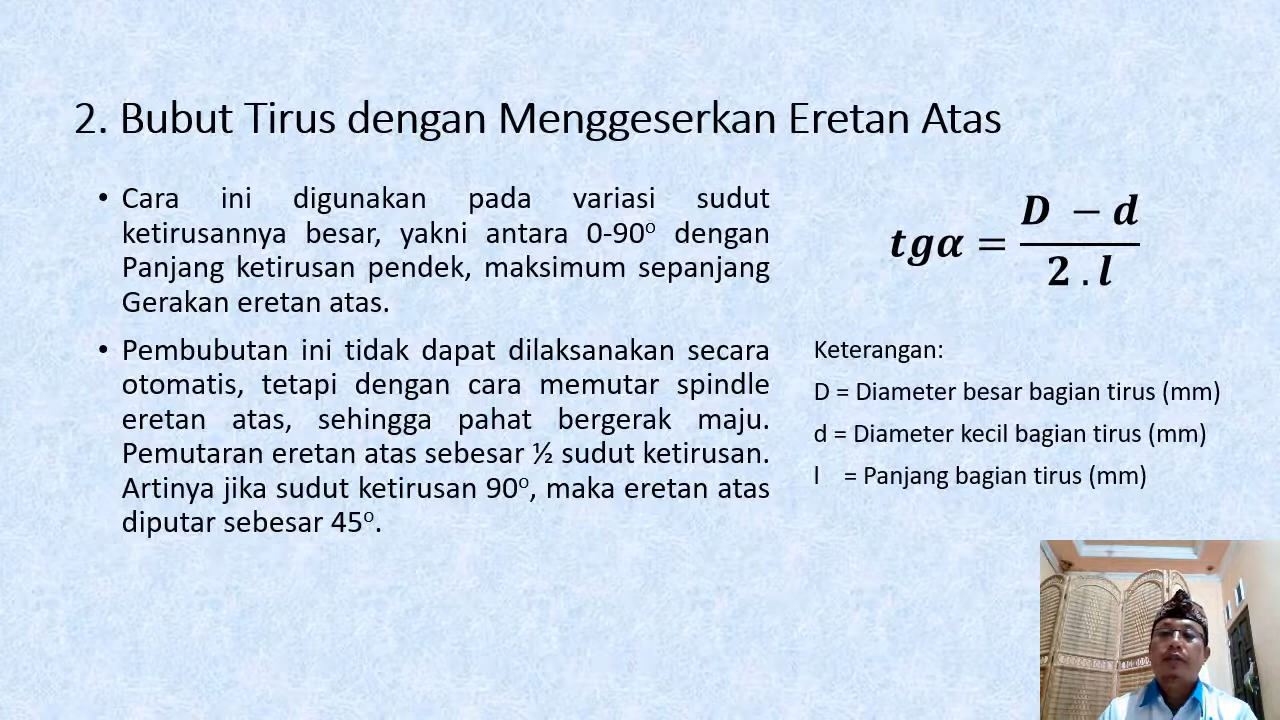 2. Bubut Tirus dengan Menggeserkan Eretan Atas
• Cara ini digunakan pada variasi sudut
ketirusannya besar, yakni antara 0-90º dengan
Panjang ketirusan pendek, maksimum sepanjang
Gerakan eretan atas.
• Pembubutan ini tidak dapat dilaksanakan secara
otomatis, tetapi dengan cara memutar spindle
eretan atas, sehingga pahat bergerak maju.
Pemutaran eretan atas sebesar ½ sudut ketirusan.
Artinya jika sudut ketirusan 90º, maka eretan atas
diputar sebesar 45º.
D − d
tgα =
2 . l
Keterangan:
D = Diameter besar bagian tirus (mm)
d = Diameter kecil bagian tirus (mm)
l = Panjang bagian tirus (mm)